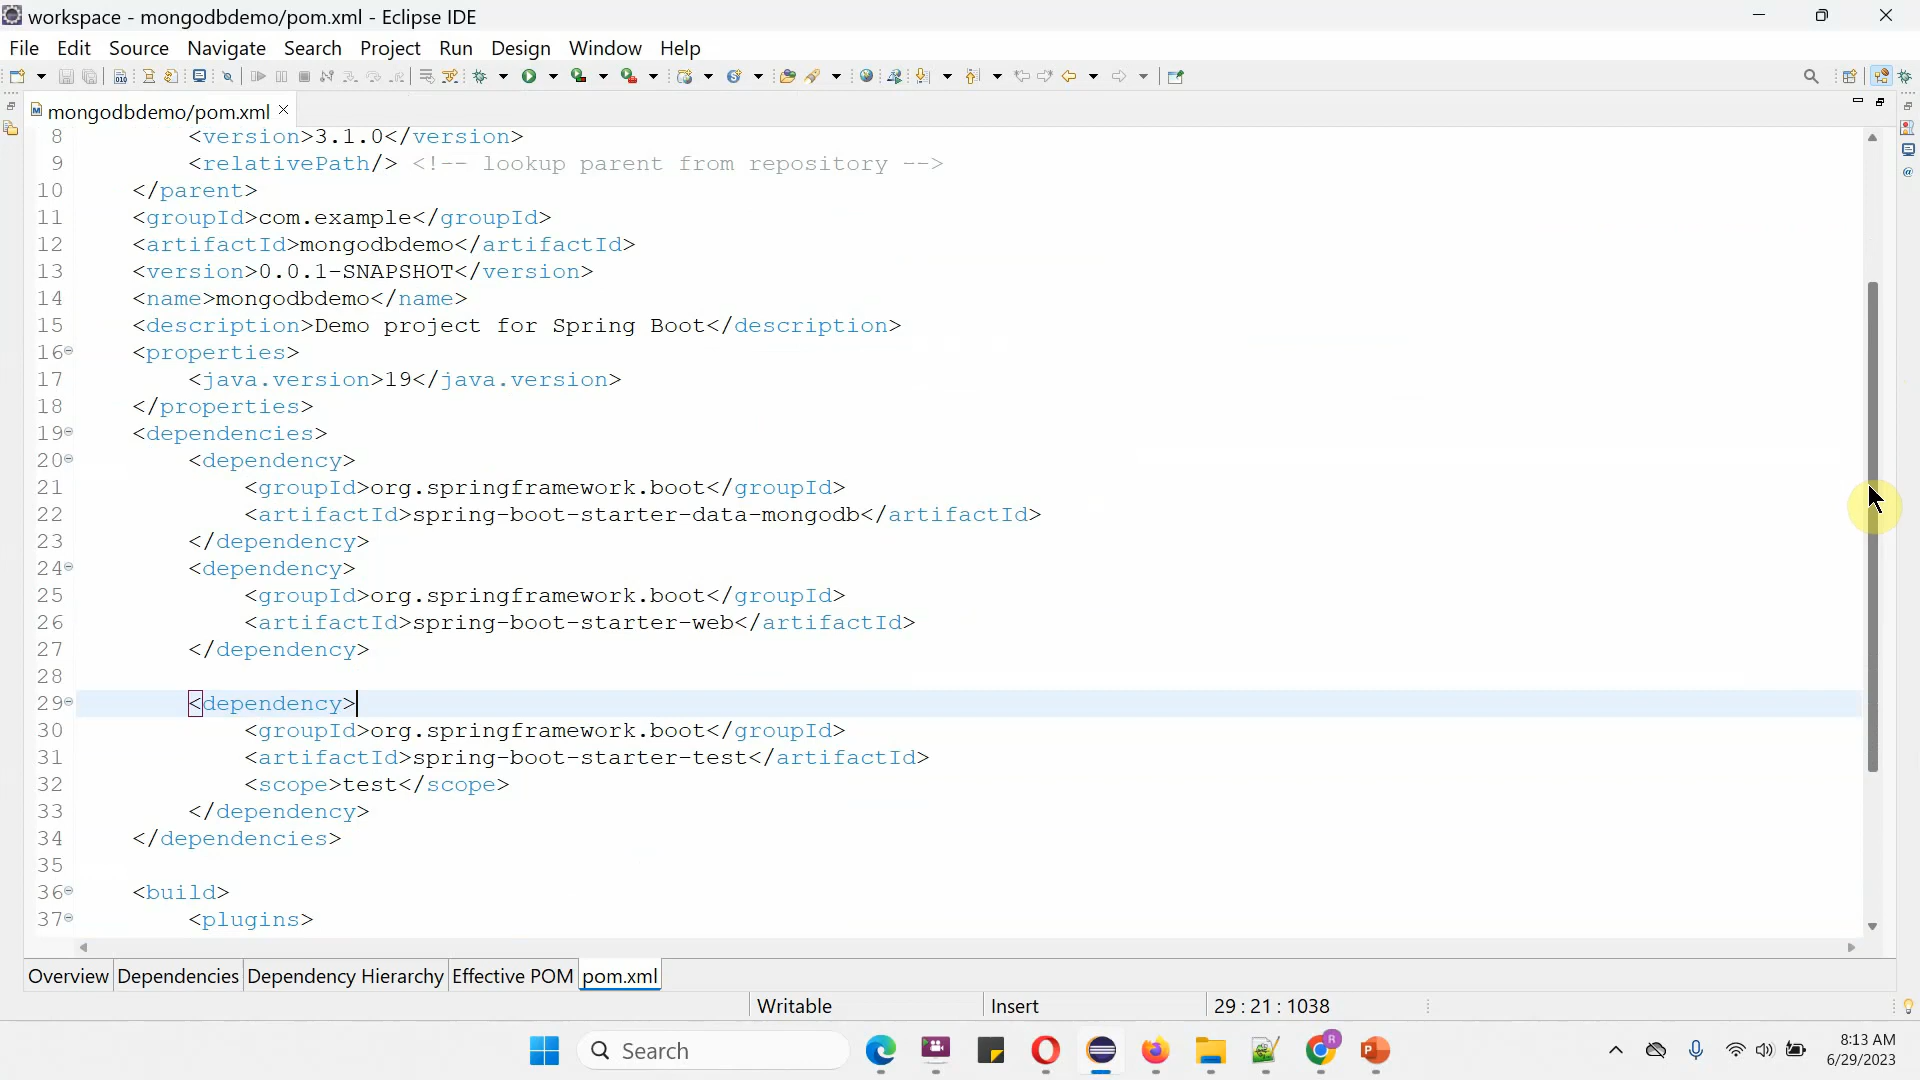 workspace - mongodbdemo/pom.xml - Eclipse IDE
File Edit Source Navigate Search Project Run Design Window Help
mongodbdemo/pom.xml
8 <version>3.1.0</version>
9 <relativePath/> <!-- lookup parent from repository -->
10 </parent>
11 <groupId>com.example</groupId>
12 <artifactId>mongodbdemo</artifactId>
13 <version>0.0.1-SNAPSHOT</version>
14 <name>mongodbdemo</name>
15 <description>Demo project for Spring Boot</description>
16 <properties>
17 <java.version>19</java.version>
18 </properties>
19 <dependencies>
20 <dependency>
21 <groupId>org.springframework.boot</groupId>
22 <artifactId>spring-boot-starter-data-mongodb</artifactId>
23 </dependency>
24 <dependency>
25 <groupId>org.springframework.boot</groupId>
26 <artifactId>spring-boot-starter-web</artifactId>
27 </dependency>
28
29 <dependency>
30 <groupId>org.springframework.boot</groupId>
31 <artifactId>spring-boot-starter-test</artifactId>
32 <scope>test</scope>
33 </dependency>
34 </dependencies>
35
36 <build>
37 <plugins>
Overview Dependencies Dependency Hierarchy Effective POM pom.xml
Writable Insert 29 : 21 : 1038
Search
R
8:13 AM
6/29/2023